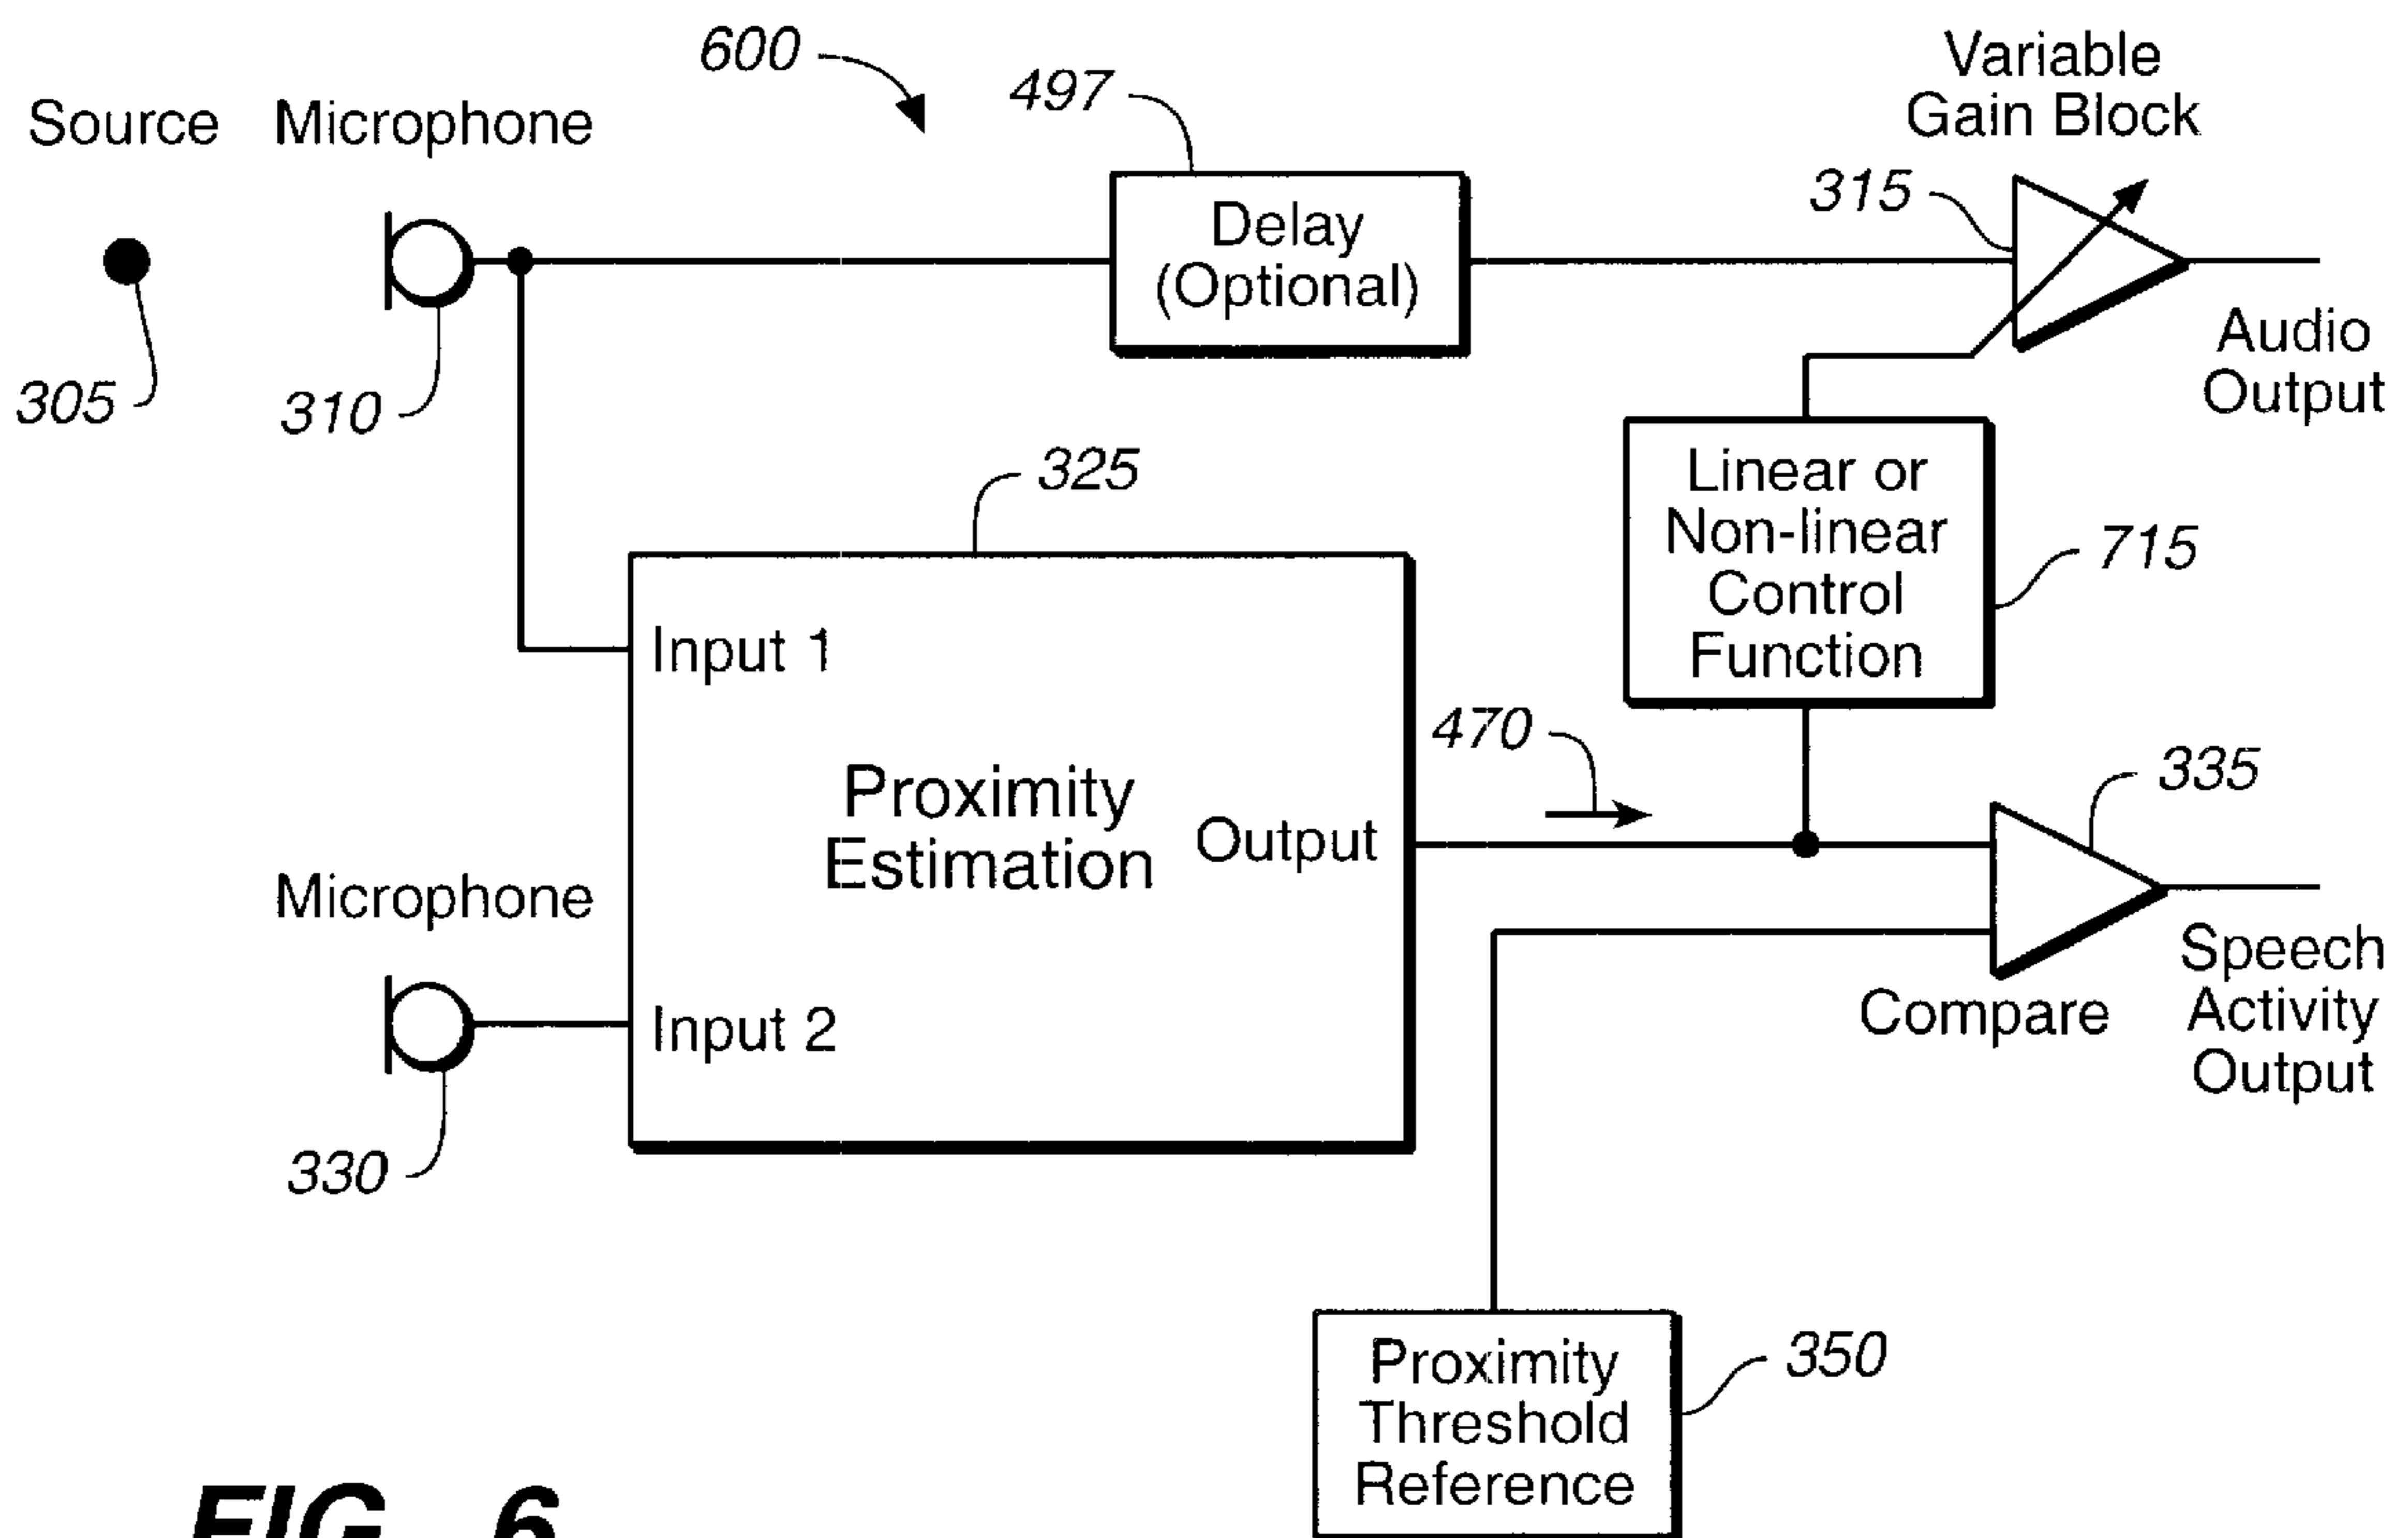 600
497
Variable
Gain Block
Source
Microphone
315
Delay
(Optional)
305
310
Audio
Output
325
Linear or
Non-linear
Control
Function
715
Input 1
470
335
Proximity
Estimation
Output
Microphone
Input 2
Compare
Speech
Activity
Output
330
350
Proximity
Threshold
Reference
FIG. 6